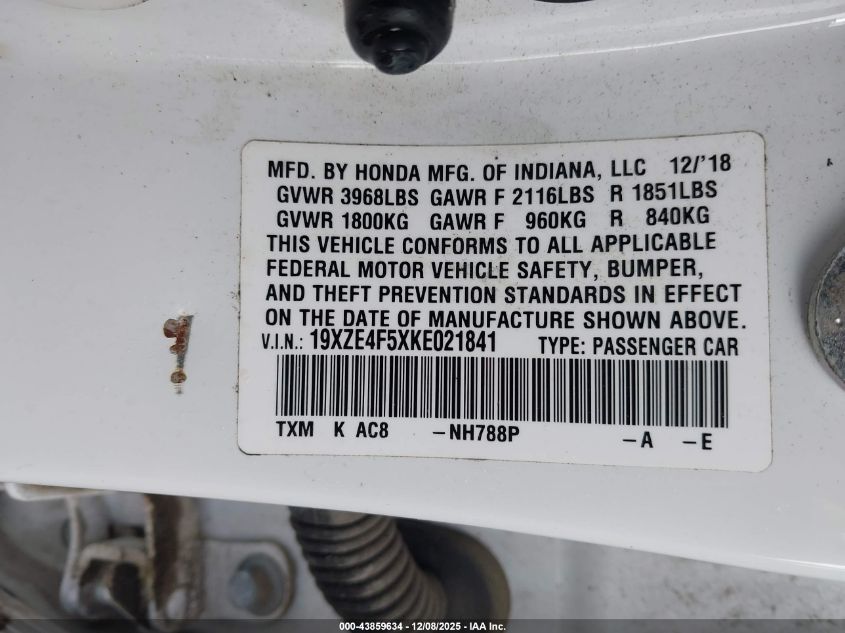 MFD. BY HONDA MFG. OF INDIANA, LLC 12/'18
GVWR 3968LBS GAWR F 2116LBS R 1851LBS
GVWR 1800KG GAWR F 960KG R 840KG
THIS VEHICLE CONFORMS TO ALL APPLICABLE
FEDERAL MOTOR VEHICLE SAFETY, BUMPER,
AND THEFT PREVENTION STANDARDS IN EFFECT
ON THE DATE OF MANUFACTURE SHOWN ABOVE.
V.I.N.: 19XZE4F5XKE021841 TYPE: PASSENGER CAR
TXM K AC8 -NH788P -A -E
000-43859634 - 12/08/2025 - IAA Inc.